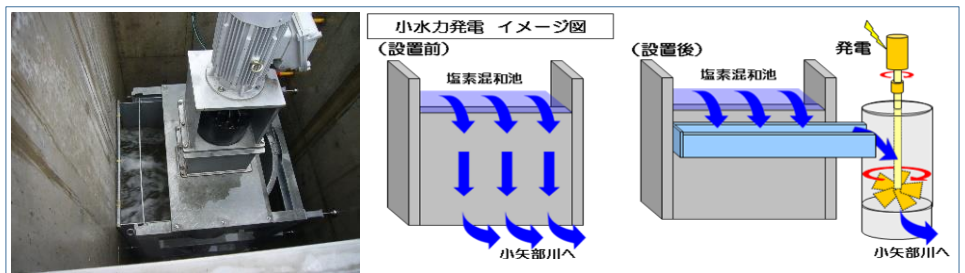 小水力発電 イメージ図
(設置前)
塩素混和池
小矢部川へ
(設置後)
塩素混和池
発電
小矢部川へ